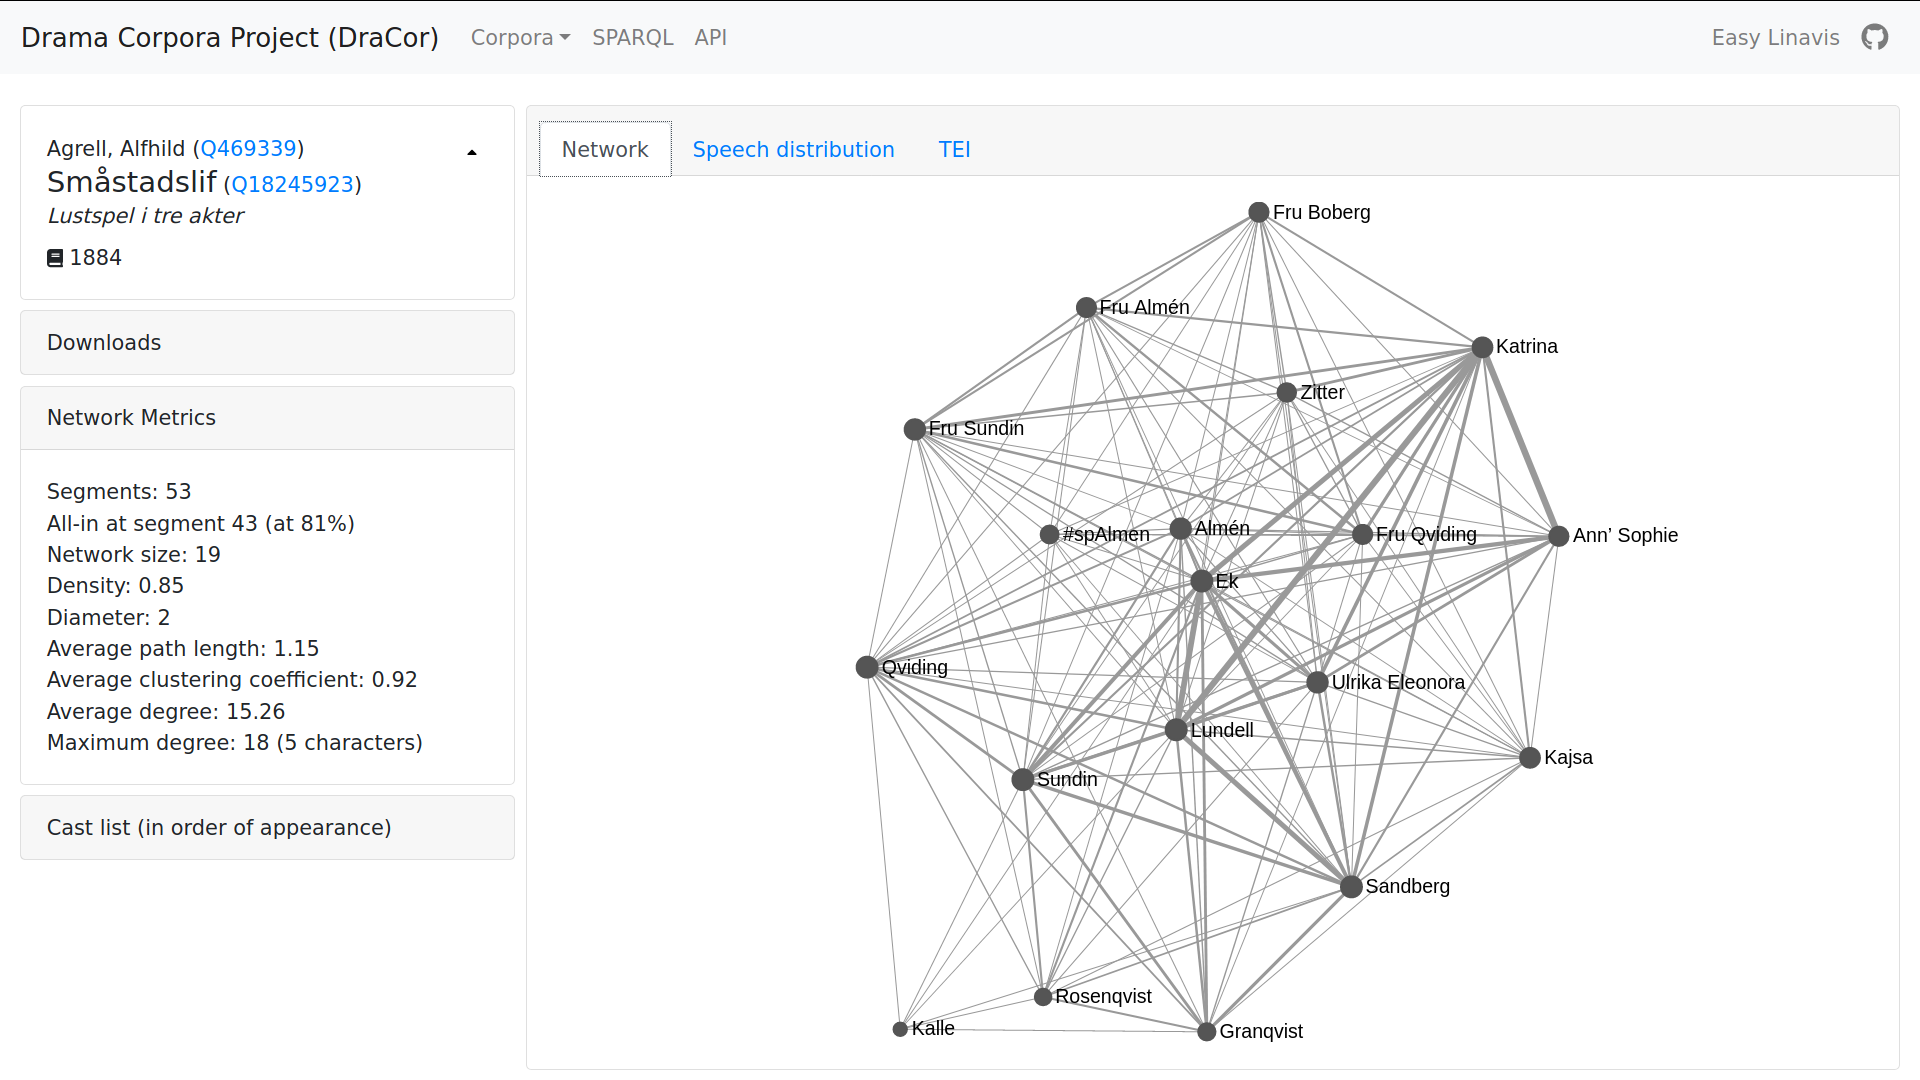 Drama Corpora Project (DraCor) Corpora SPARQL API Easy Linavis
Agrell, Alfhild (Q469339)
Småstadslif (Q18245923)
Lustspel i tre akter
1884
Downloads
Network Metrics
Segments: 53
All-in at segment 43 (at 81%)
Network size: 19
Density: 0.85
Diameter: 2
Average path length: 1.15
Average clustering coefficient: 0.92
Average degree: 15.26
Maximum degree: 18 (5 characters)
Cast list (in order of appearance)
Network Speech distribution TEI
Fru Boberg
Fru Almén
Katrina
Zitter
Fru Sundin
#spAlmen
Almén
Fru Qviding
Ann’ Sophie
Ek
Qviding
Ulrika Eleonora
Lundell
Kajsa
Sundin
Sandberg
Rosenqvist
Kalle
Granqvist